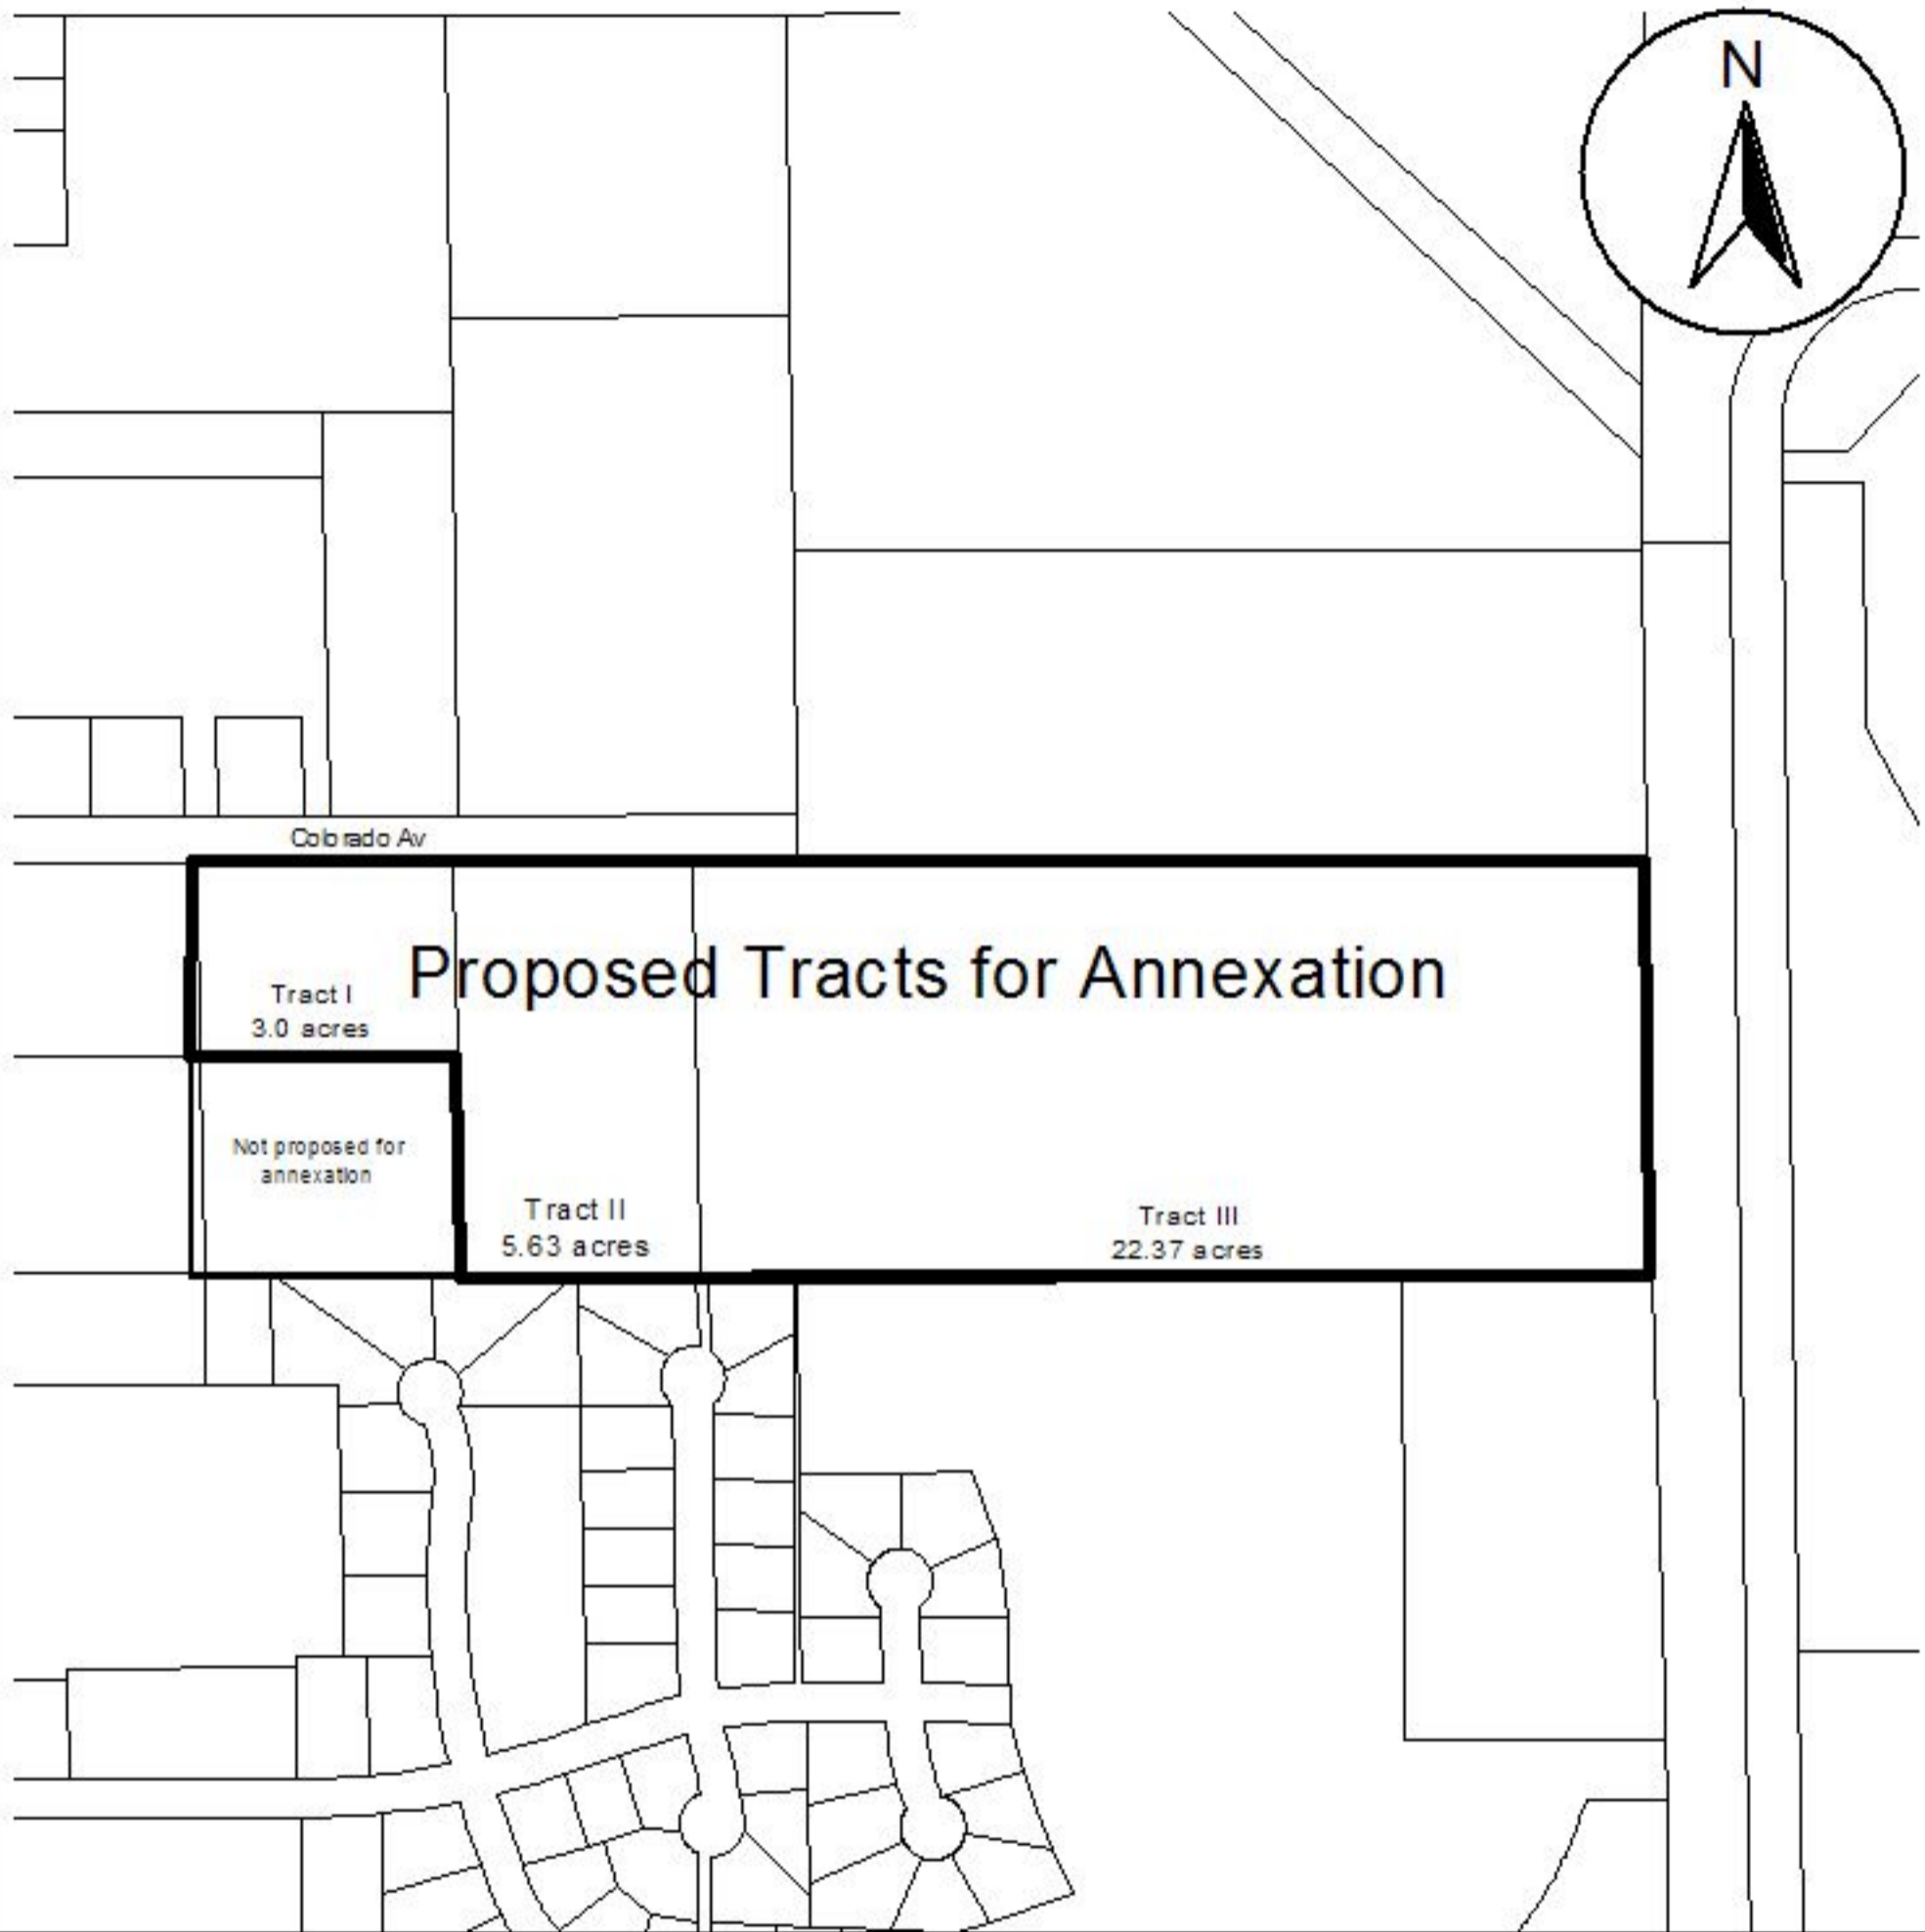 N
Colorado Av
Proposed Tracts for Annexation
Tract I
3.0 acres
Not proposed for
annexation
Tract II
5.63 acres
Tract III
22.37 acres